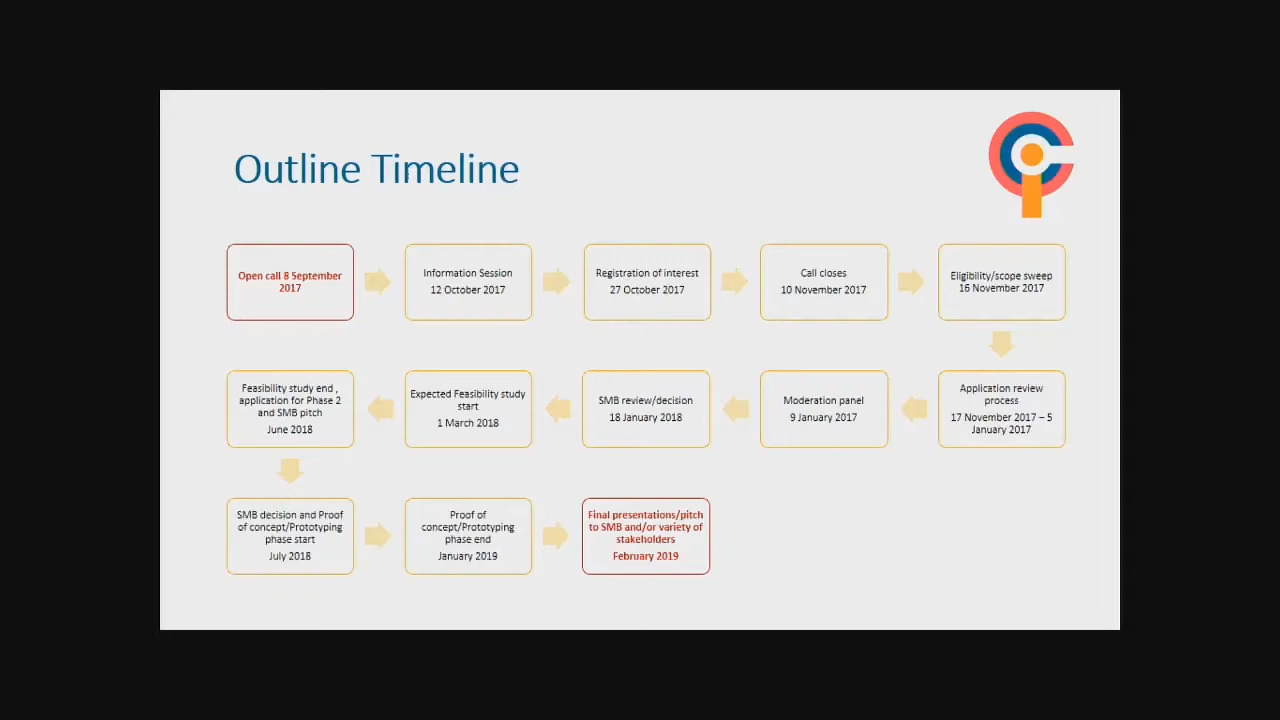 Outline Timeline
Open call 8 September
2017
Information Session
12 October 2017
Registration of interest
27 October 2017
Call closes
10 November 2017
Eligibility/scope sweep
16 November 2017
Application review
process
17 November 2017 – 5
January 2017
Moderation panel
9 January 2017
SMB review/decision
18 January 2018
Expected Feasibility study
start
1 March 2018
Feasibility study end ,
application for Phase 2
and SMB pitch
June 2018
SMB decision and Proof
of concept/Prototyping
phase start
July 2018
Proof of
concept/Prototyping
phase end
January 2019
Final presentations/pitch
to SMB and/or variety of
stakeholders
February 2019